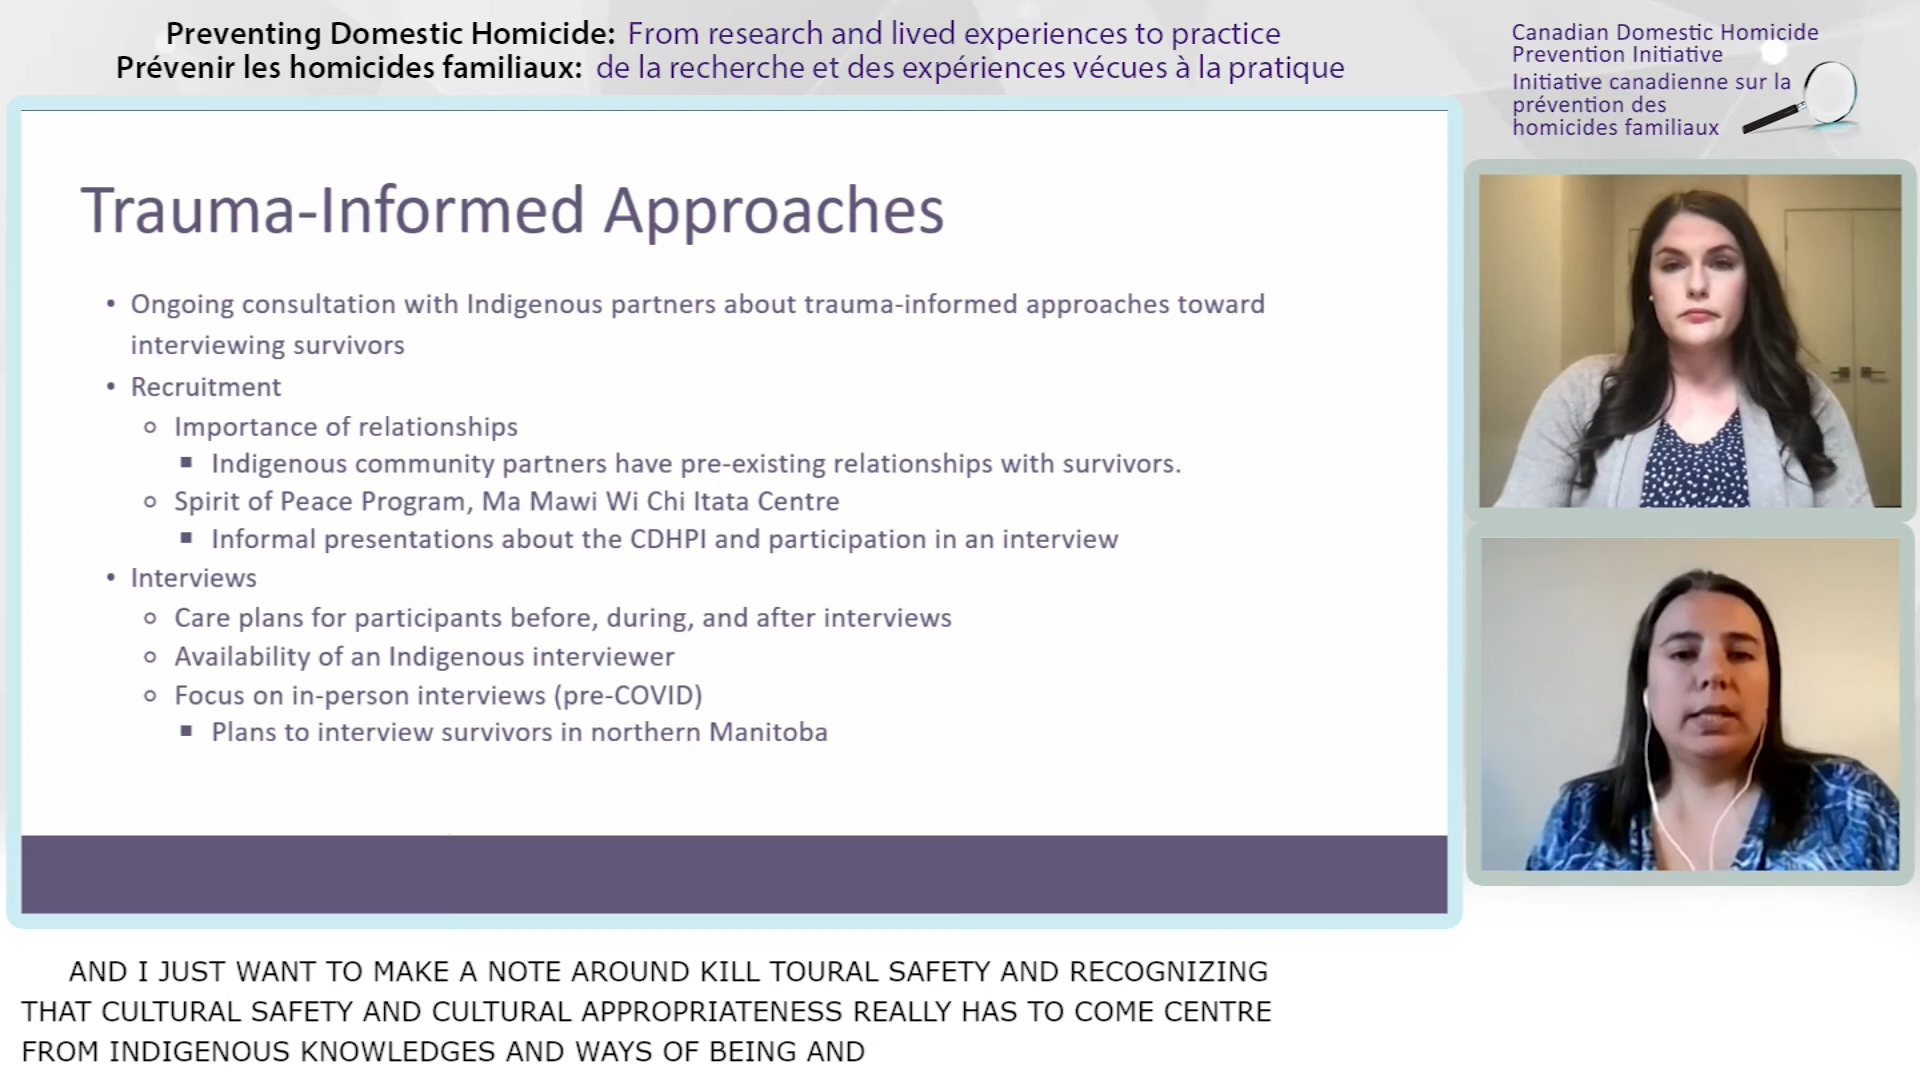 Preventing Domestic Homicide: From research and lived experiences to practice
Prévenir les homicides familiaux: de la recherche et des expériences vécues à la pratique
Canadian Domestic Homicide
Prevention Initiative
Initiative canadienne sur la
prévention des
homicides familiaux
Trauma-Informed Approaches
• Ongoing consultation with Indigenous partners about trauma-informed approaches toward
interviewing survivors
• Recruitment
o Importance of relationships
▪ Indigenous community partners have pre-existing relationships with survivors.
o Spirit of Peace Program, Ma Mawi Wi Chi Itata Centre
▪ Informal presentations about the CDHPI and participation in an interview
• Interviews
o Care plans for participants before, during, and after interviews
o Availability of an Indigenous interviewer
o Focus on in-person interviews (pre-COVID)
▪ Plans to interview survivors in northern Manitoba
AND I JUST WANT TO MAKE A NOTE AROUND KILL TOURAL SAFETY AND RECOGNIZING
THAT CULTURAL SAFETY AND CULTURAL APPROPRIATENESS REALLY HAS TO COME CENTRE
FROM INDIGENOUS KNOWLEDGES AND WAYS OF BEING AND